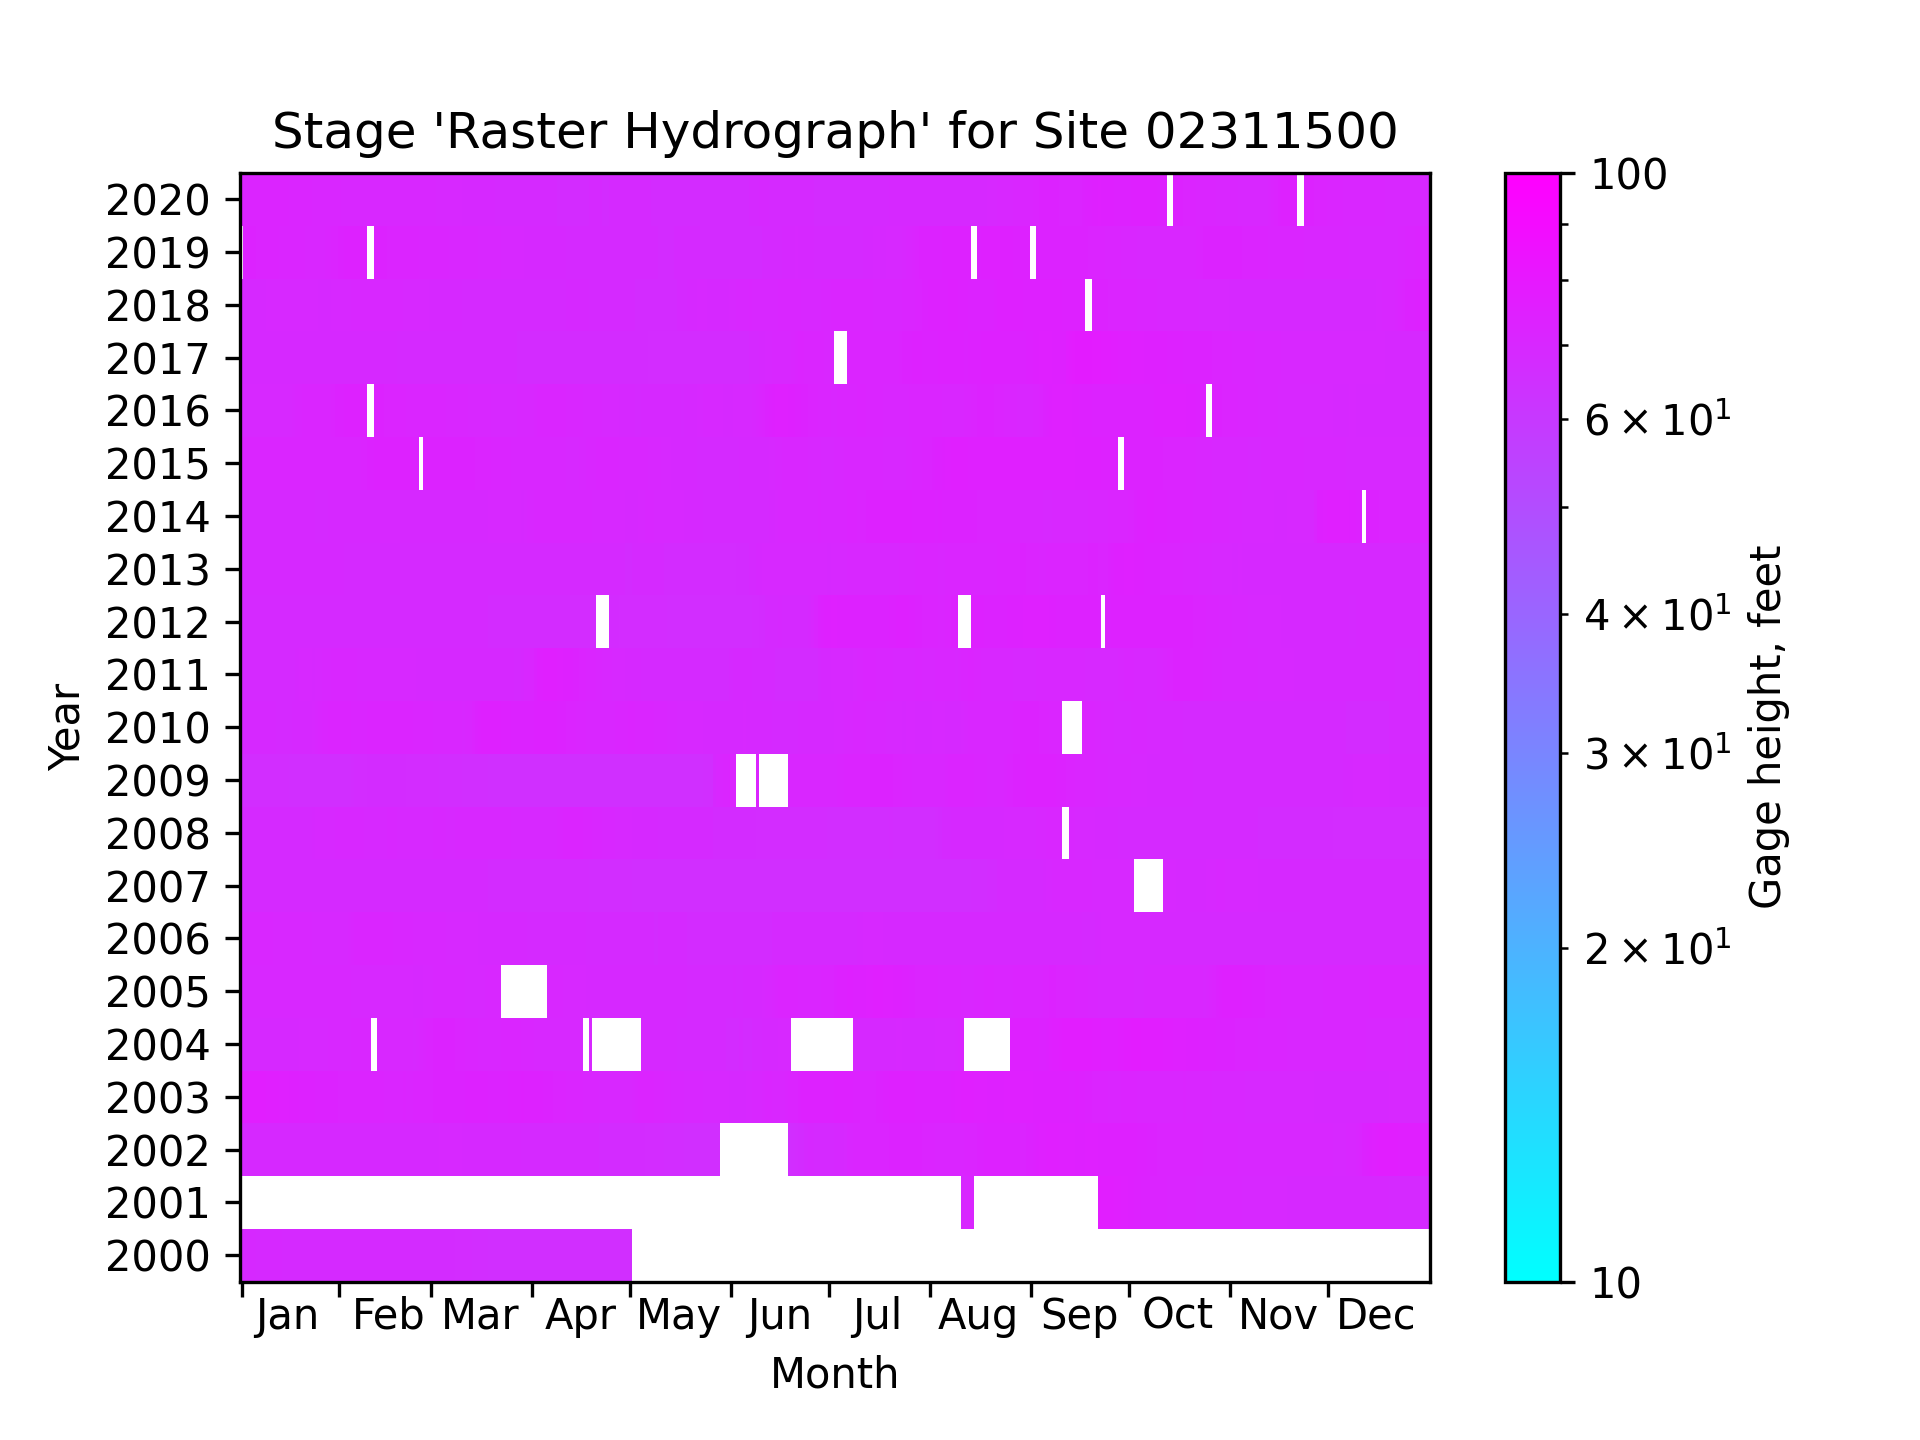 Stage 'Raster Hydrograph' for Site 02311500
2020
2019
2018
2017
2016
2015
2014
2013
2012
2011
2010
2009
2008
2007
2006
2005
2004
2003
2002
2001
2000
Year
Jan Feb Mar Apr May Jun Jul Aug Sep Oct Nov Dec
Month
100
6 × 10¹
4 × 10¹
3 × 10¹
2 × 10¹
10
Gage height, feet